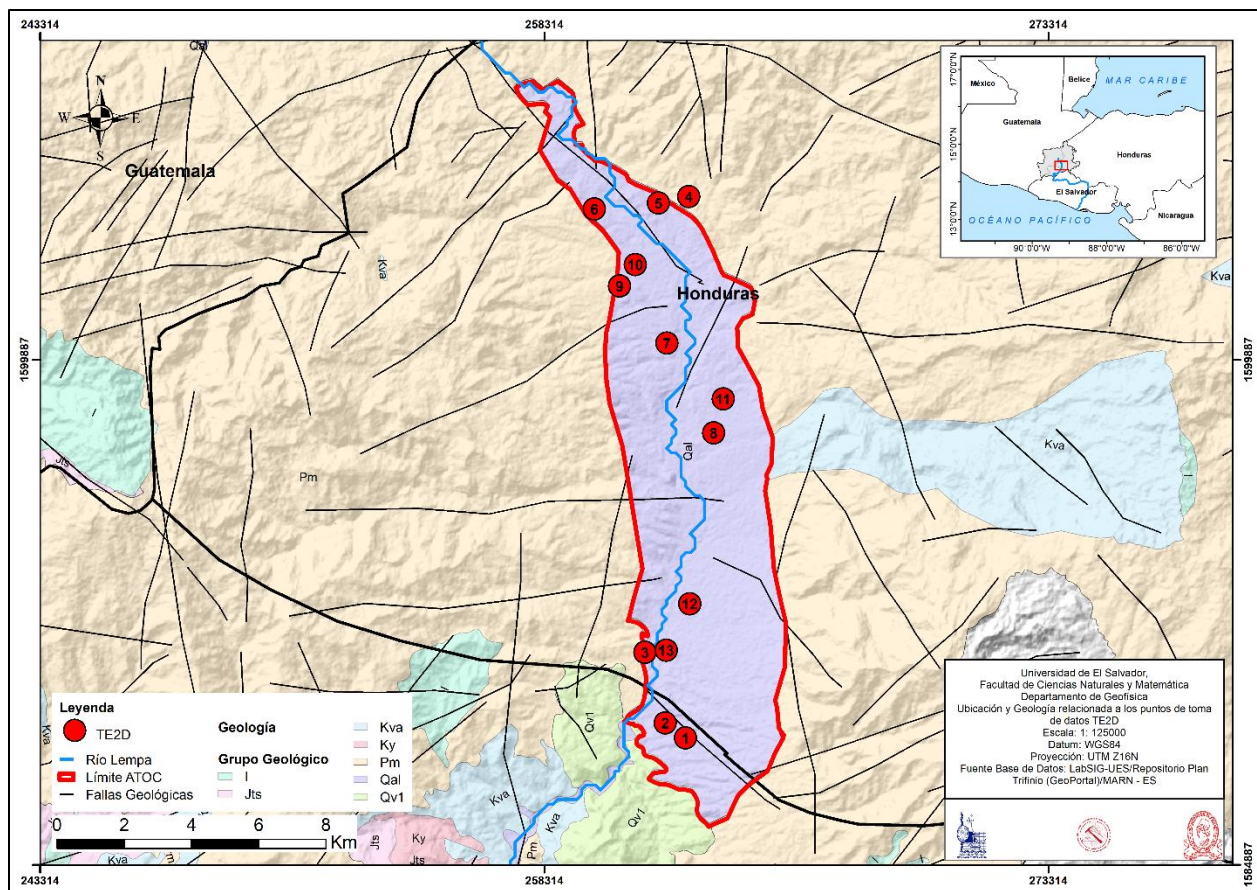 243314 258314 273314
Qal
N
W E
S
Guatemala
MAR CARIBE
México
Belice
Guatemala
Honduras
El Salvador
Nicaragua
OCÉANO PACÍFICO
17°0'0"N
15°0'0"N
13°0'0"N
90°0'0"W 88°0'0"W 86°0'0"W
4
5
6
Kva
10
Kva
9
Honduras
7
1599887 1599887
11
I
8
Qal
Kva
I
Jts
Pm
12
3 13
I
Qv1
2
1
Kva
Kva
Qv1
Kva
Pm
Jts
Ky
Jts
Kva
I
Leyenda
TE2D
Río Lempa
Límite ATOC
Fallas Geológicas
Geología
Grupo Geológico
I
Jts
Kva
Ky
Pm
Qal
Qv1
0 2 4 6 8
Km
Universidad de El Salvador,
Facultad de Ciencias Naturales y Matemática
Departamento de Geofísica
Ubicación y Geología relacionada a los puntos de toma
de datos TE2D
Escala: 1: 125000
Datum: WGS84
Proyección: UTM Z16N
Fuente Base de Datos: LabSIG-UES/Repositorio Plan
Trifinio (GeoPortal)/MARN - ES
1584887
243314 258314 273314